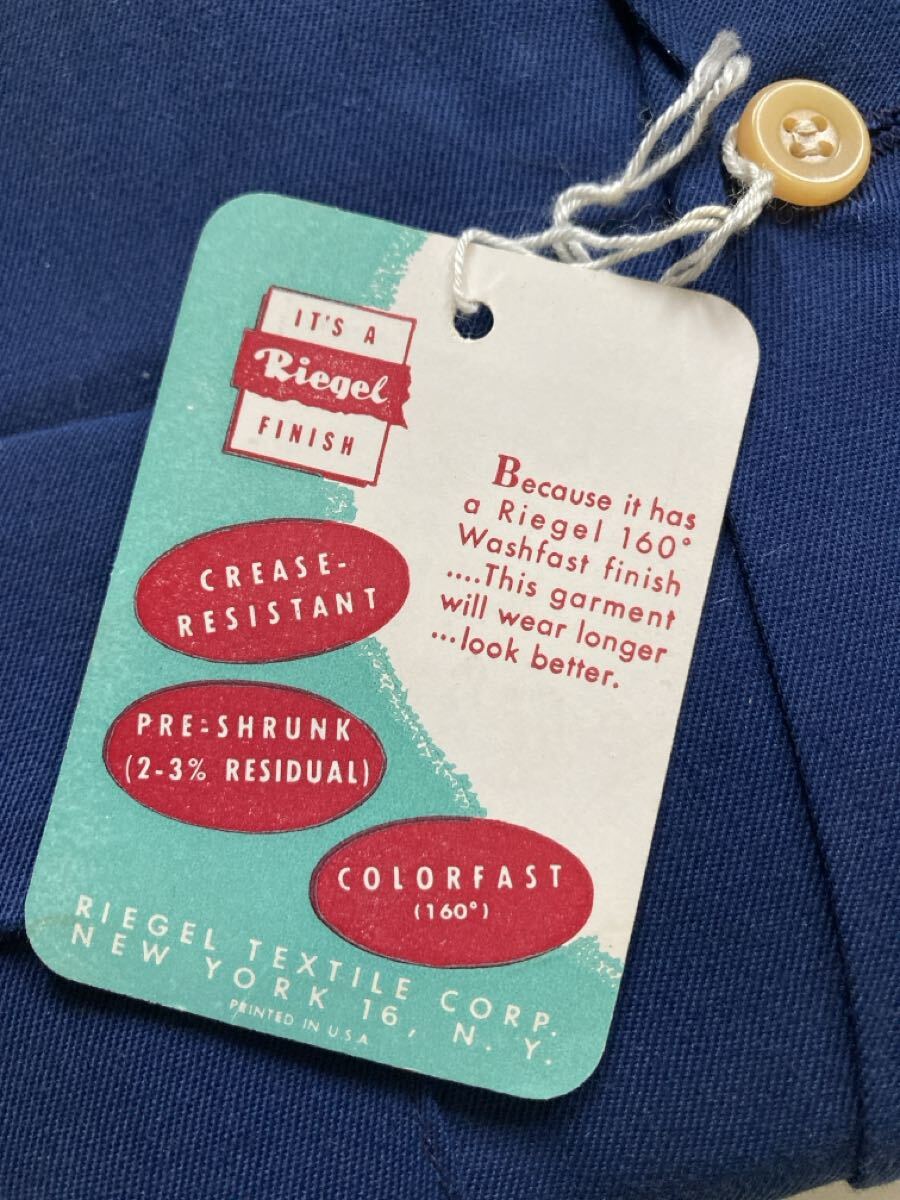 IT'S A
Riegel
FINISH
Because it has
a Riegel 160°
Washfast finish
....This garment
will wear longer
...look better.
CREASE-
RESISTANT
PRE-SHRUNK
(2-3% RESIDUAL)
COLORFAST
(160°)
RIEGEL TEXTILE CORP.
NEW YORK 16, N. Y.
PRINTED IN U.S.A